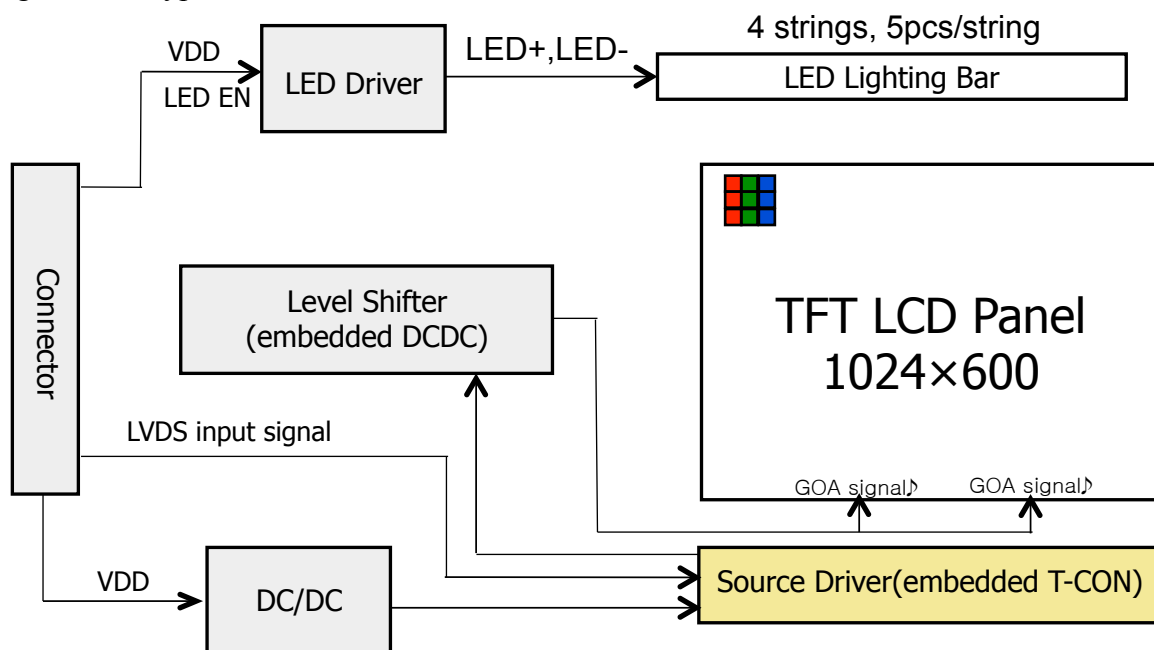 4 strings, 5pcs/string
VDD
LED EN
LED Driver
LED+,LED-
LED Lighting Bar
Connector
Level Shifter
(embedded DCDC)
TFT LCD Panel
1024×600
LVDS input signal
GOA signal♪
GOA signal♪
VDD
DC/DC
Source Driver(embedded T-CON)